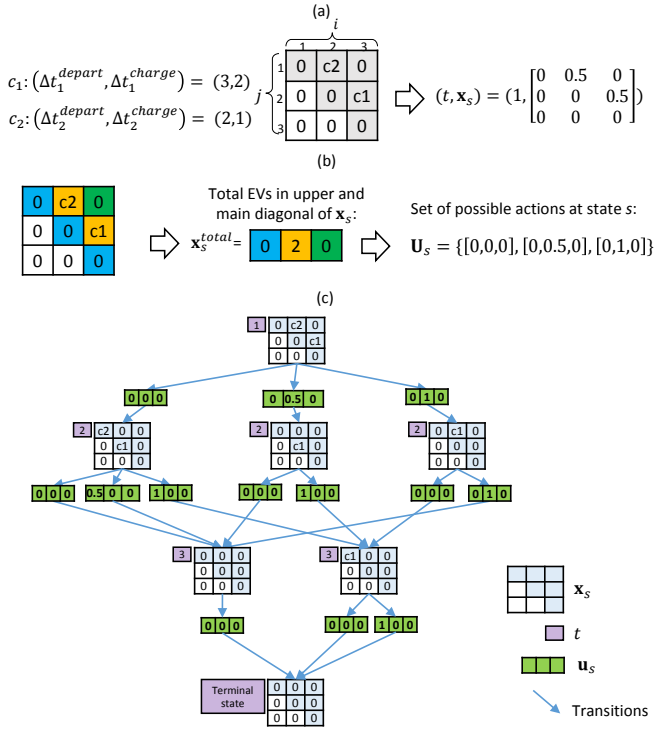 (a)
i
1 2 3
c₁: (Δt₁^depart, Δt₁^charge) = (3,2)
c₂: (Δt₂^depart, Δt₂^charge) = (2,1)
j
1 0 c2 0
2 0 0 c1
3 0 0 0
(t, x_s) = (1, [0 0.5 0
0 0 0.5
0 0 0])
(b)
0 c2 0
0 0 c1
0 0 0
Total EVs in upper and
main diagonal of x_s:
x_s^total = 0 2 0
Set of possible actions at state s:
U_s = {[0,0,0], [0,0.5,0], [0,1,0]}
(c)
1 0 c2 0
0 0 c1
0 0 0
0 0 0
0 0.5 0
0 1 0
2 c2 0 0
0 c1 0
0 0 0
2 0 0 0
0 c1 0
0 0 0
2 0 c1 0
0 0 0
0 0 0
0 0 0
0.5 0 0
1 0 0
0 0 0
1 0 0
0 0 0
0 1 0
3 0 0 0
0 0 0
0 0 0
3 c1 0 0
0 0 0
0 0 0
0 0 0
0 0 0
1 0 0
Terminal
state
0 0 0
0 0 0
0 0 0
x_s
t
u_s
Transitions